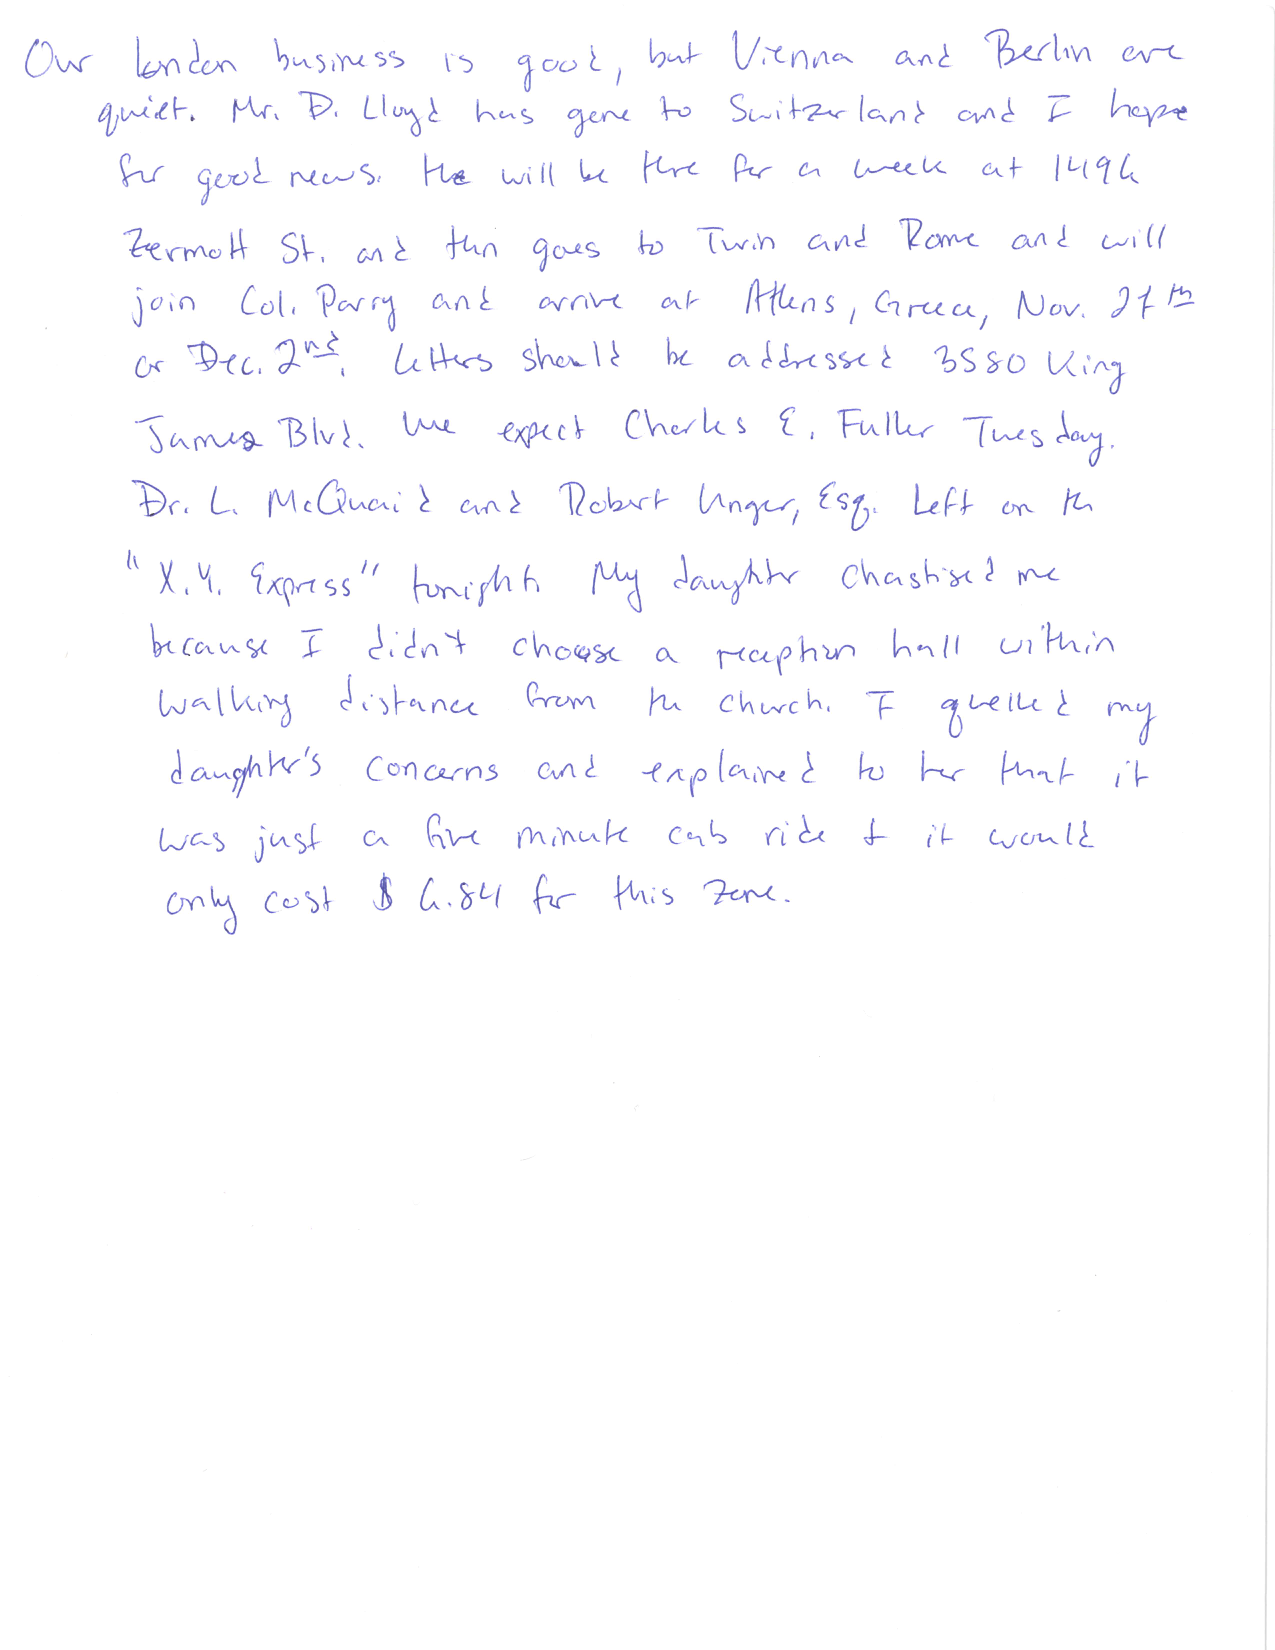 Our London business is good, but Vienna and Berlin are
quiet. Mr. D. Lloyd has gone to Switzerland and I hope
for good news. He will be there for a week at 1496
Zermott St. and then goes to Turin and Rome and will
join Col. Parry and arrive at Athens, Greece, Nov. 27th
or Dec. 2nd. Letters should be addressed 3580 King
James Blvd. We expect Charles E. Fuller Tuesday.
Dr. L. McQuaid and Robert Unger, Esq. Left on the
"X.Y. Express" tonight. My daughter chastised me
because I didn't choose a reception hall within
walking distance from the church. I quelled my
daughter's concerns and explained to her that it
was just a five minute cab ride & it would
only cost $6.84 for this zone.